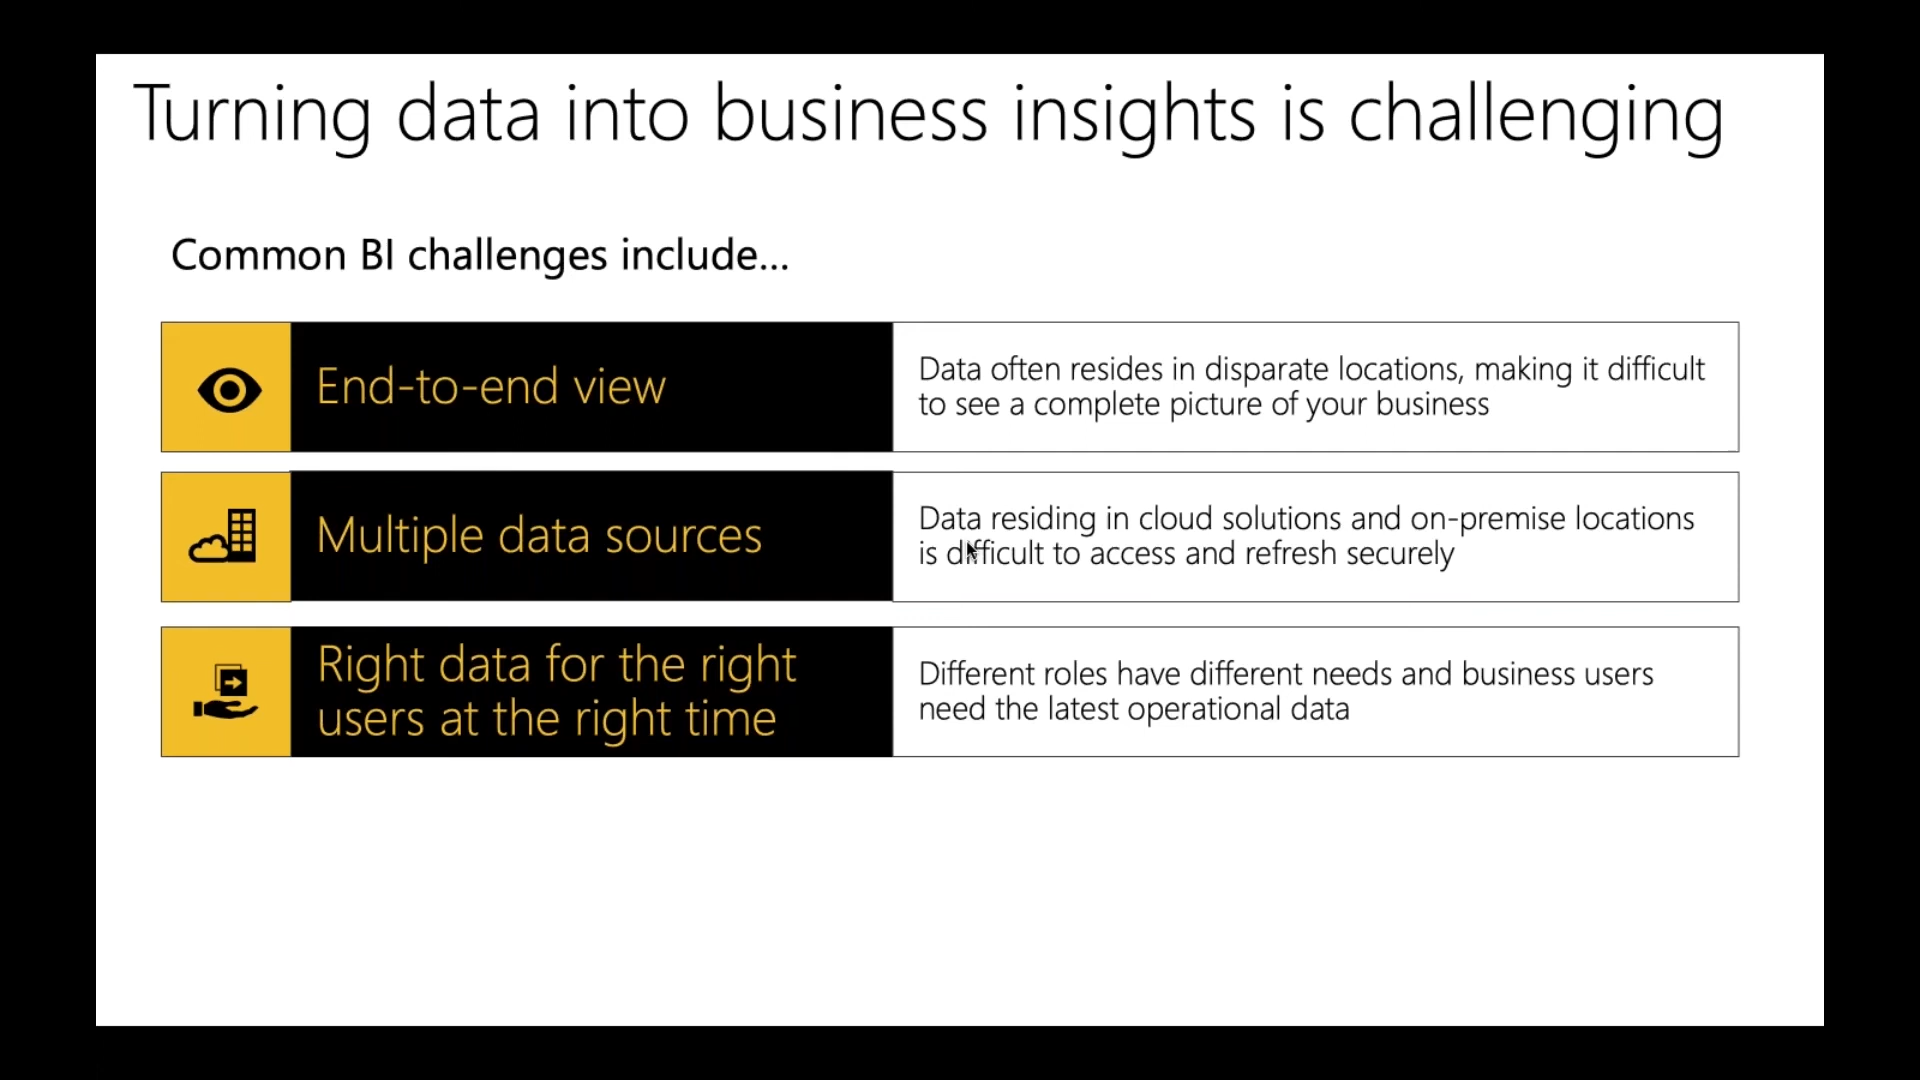 Turning data into business insights is challenging
Common BI challenges include...
End-to-end view
Data often resides in disparate locations, making it difficult
to see a complete picture of your business
Multiple data sources
Data residing in cloud solutions and on-premise locations
is difficult to access and refresh securely
Right data for the right
users at the right time
Different roles have different needs and business users
need the latest operational data